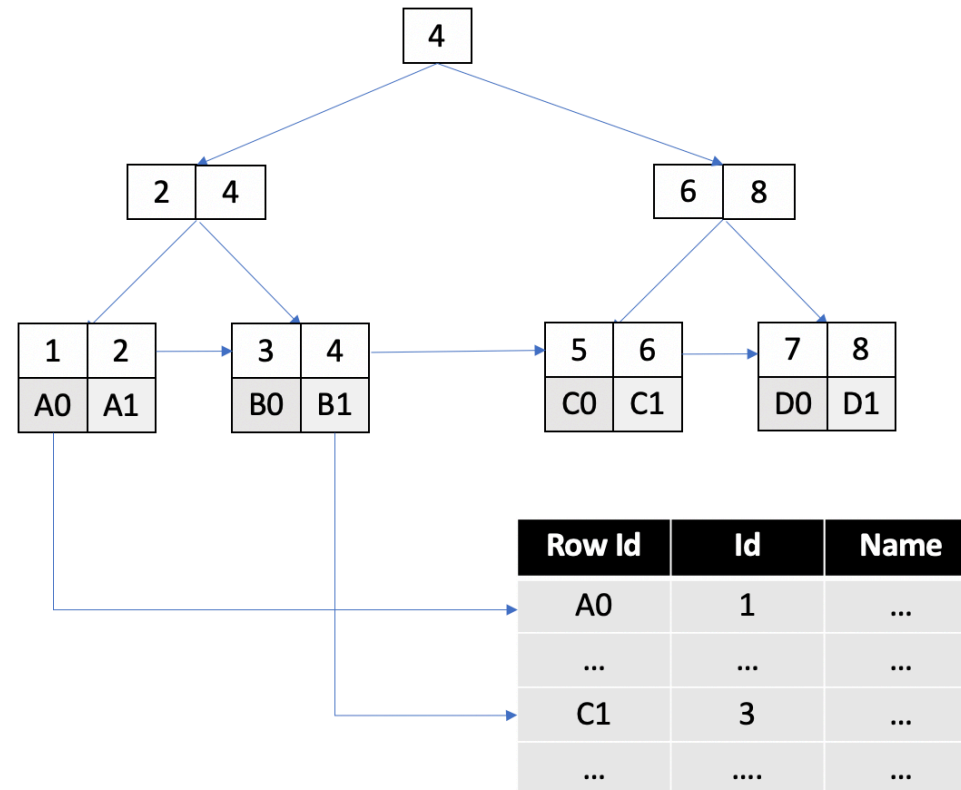 4
2 4
6 8
1 2
3 4
5 6
7 8
A0 A1
B0 B1
C0 C1
D0 D1
Row Id Id Name
A0 1 ...
... ... ...
C1 3 ...
... .... ...